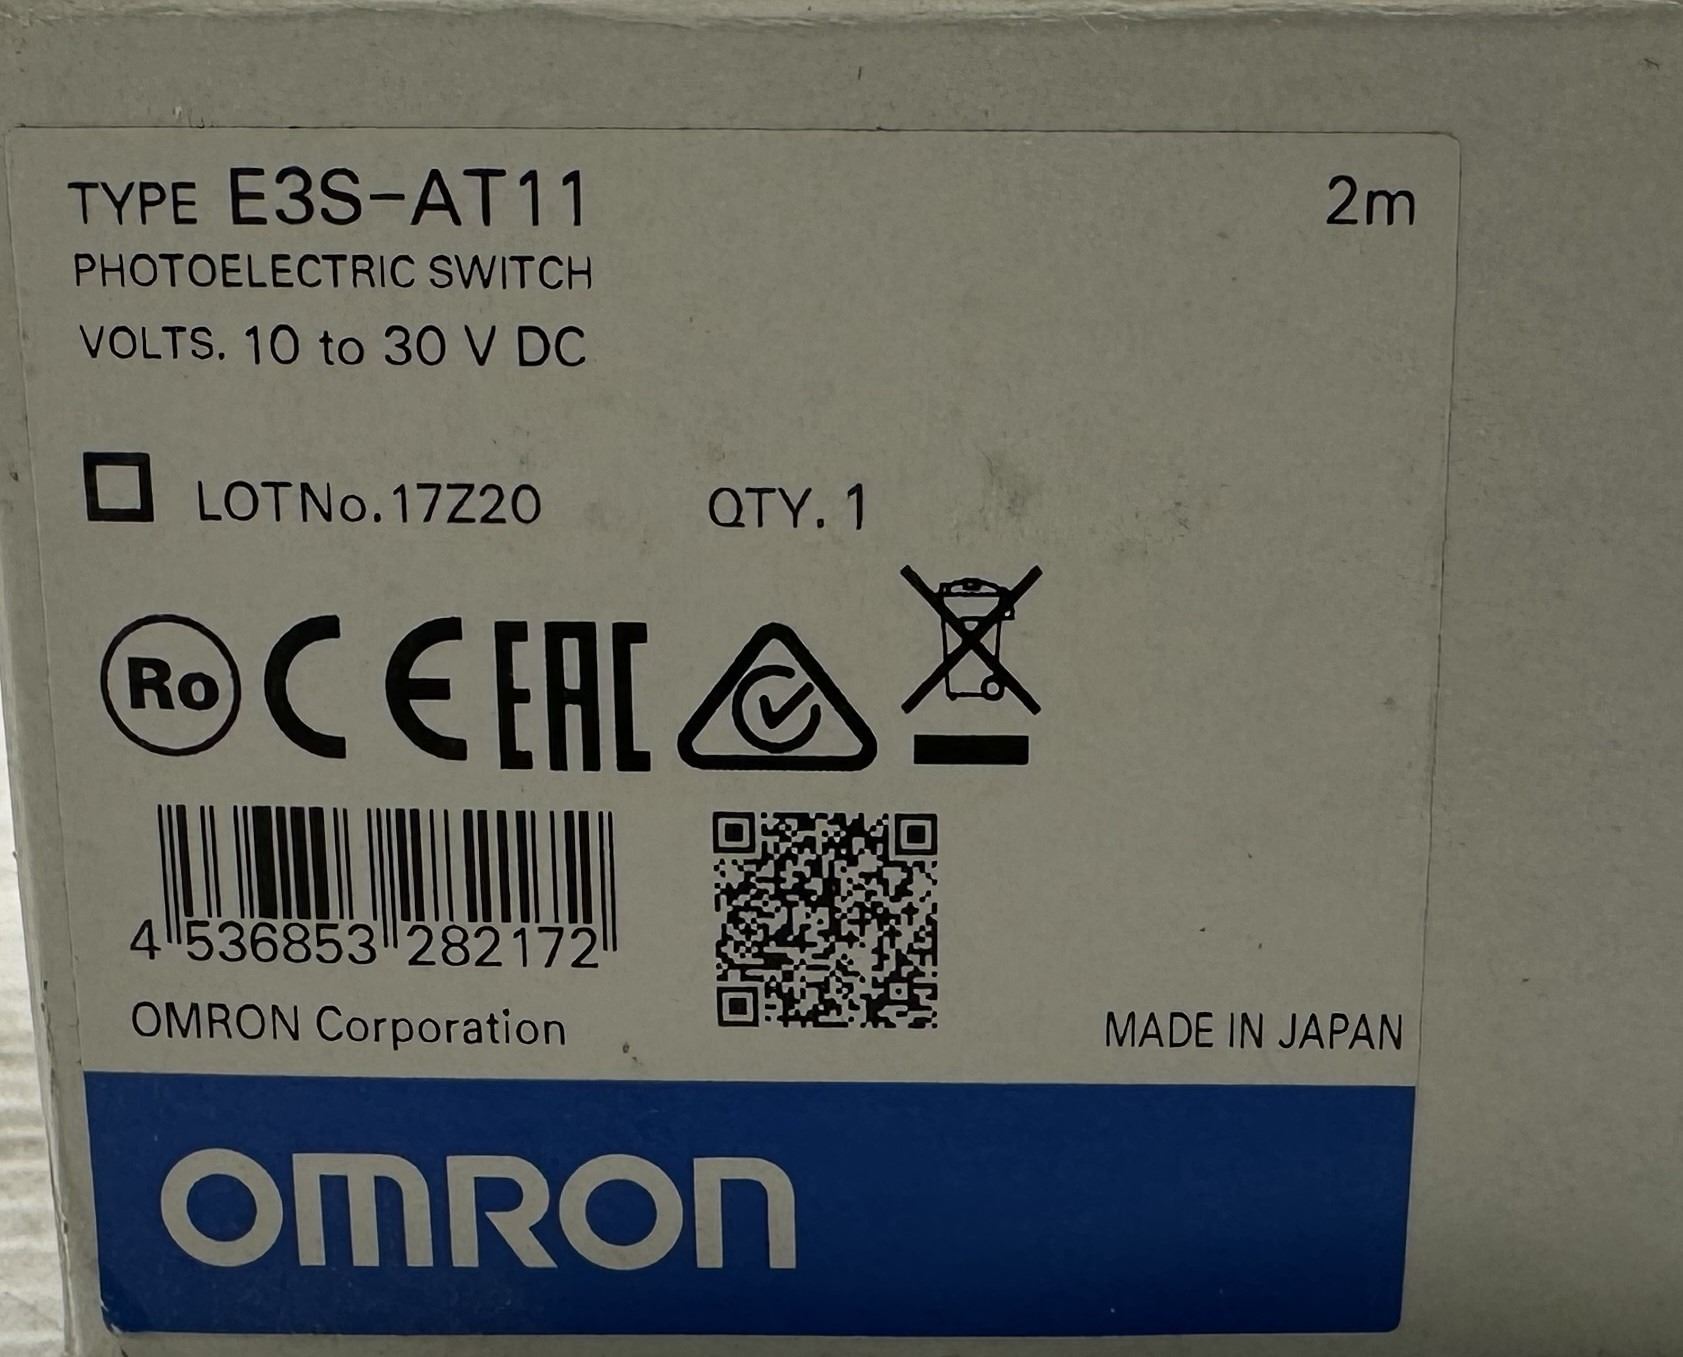 TYPE E3S-AT11 2m
PHOTOELECTRIC SWITCH
VOLTS. 10 to 30 V DC
LOTNo.17Z20 QTY. 1
Ro CE EAC
4 536853 282172
OMRON Corporation
MADE IN JAPAN
OMRON